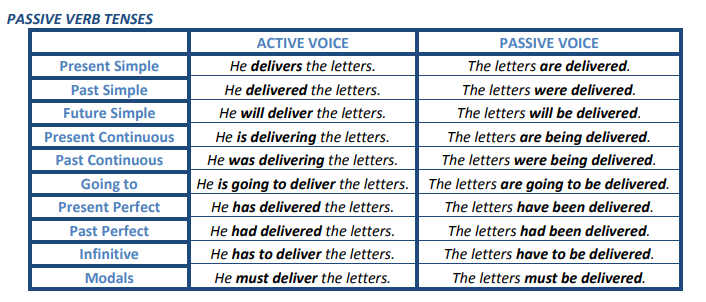 PASSIVE VERB TENSES
ACTIVE VOICE PASSIVE VOICE
Present Simple He delivers the letters. The letters are delivered.
Past Simple He delivered the letters. The letters were delivered.
Future Simple He will deliver the letters. The letters will be delivered.
Present Continuous He is delivering the letters. The letters are being delivered.
Past Continuous He was delivering the letters. The letters were being delivered.
Going to He is going to deliver the letters. The letters are going to be delivered.
Present Perfect He has delivered the letters. The letters have been delivered.
Past Perfect He had delivered the letters. The letters had been delivered.
Infinitive He has to deliver the letters. The letters have to be delivered.
Modals He must deliver the letters. The letters must be delivered.